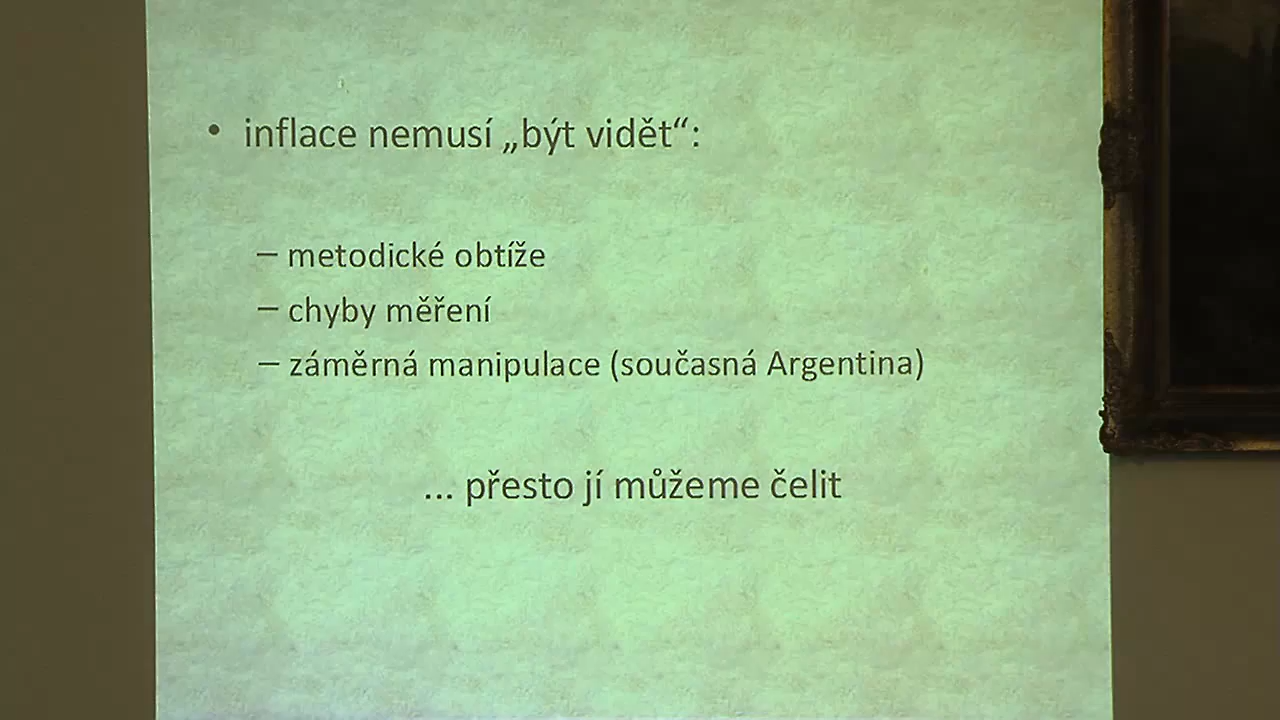 • inflace nemusí „být vidět“:
– metodické obtíže
– chyby měření
– záměrná manipulace (současná Argentina)
... přesto jí můžeme čelit